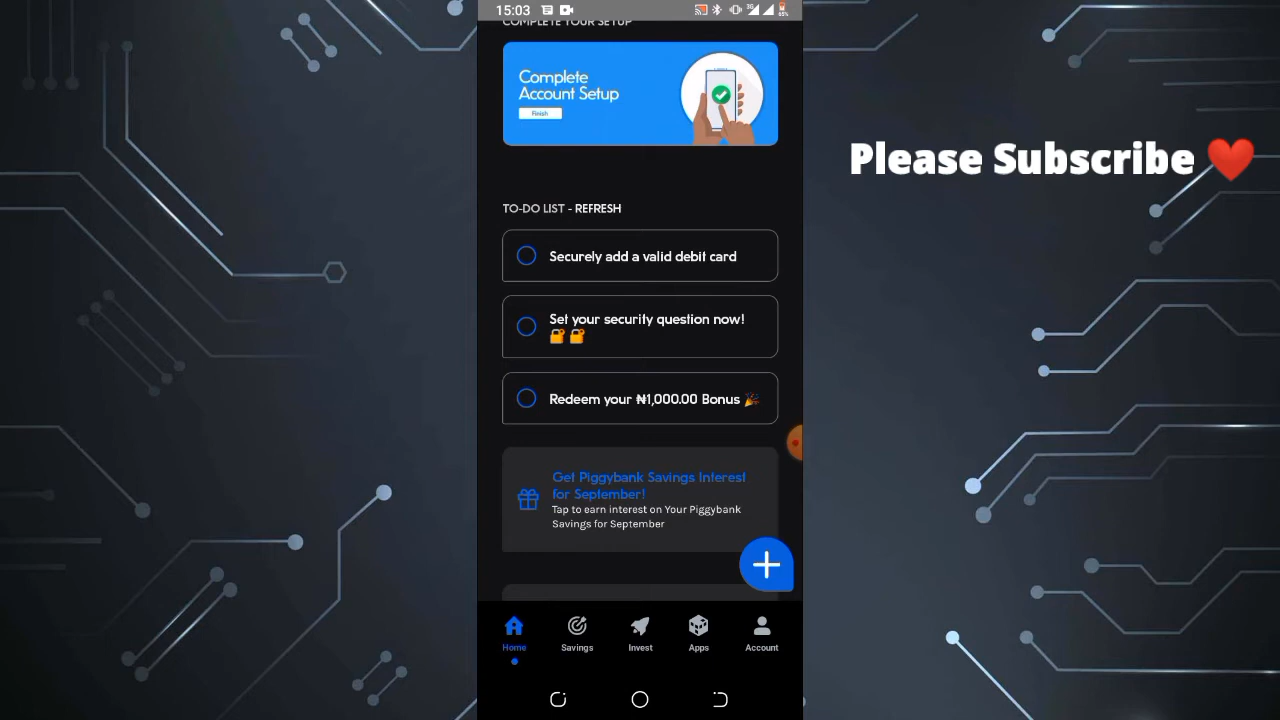 15:03
3G
65%
COMPLETE YOUR SETUP
Complete
Account Setup
Finish
Please Subscribe ❤️
TO-DO LIST - REFRESH
Securely add a valid debit card
Set your security question now!
🔐 🔐
Redeem your ₦1,000.00 Bonus 🎉
Get Piggybank Savings Interest
for September!
Tap to earn interest on Your Piggybank
Savings for September
Home
Savings
Invest
Apps
Account